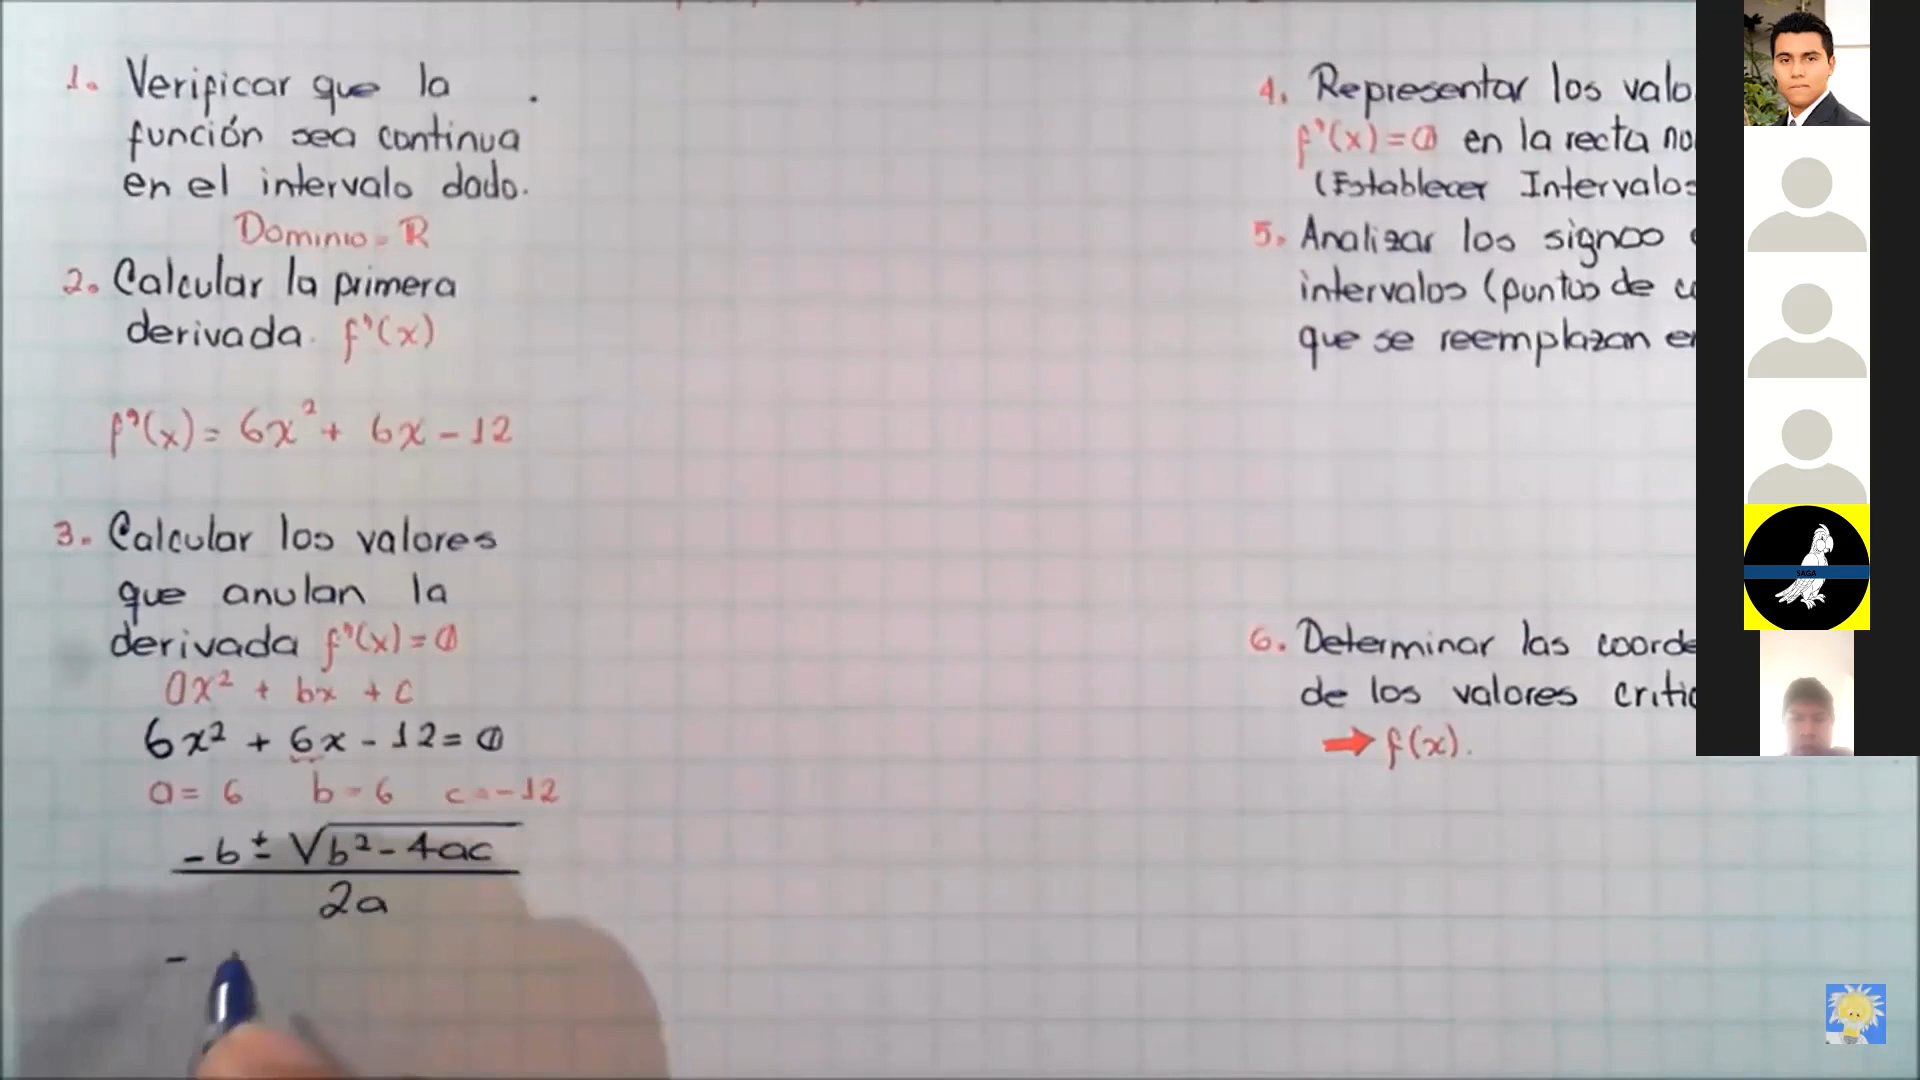 1. Verificar que la
función sea continua
en el intervalo dado.
Dominio = R
2. Calcular la primera
derivada. f'(x)
f'(x) = 6x² + 6x - 12
3. Calcular los valores
que anulan la
derivada f'(x) = 0
ax² + bx + c
6x² + 6x - 12 = 0
a = 6 b = 6 c = -12
-b ± √b² - 4ac
2a
-
4. Representar los valo
f'(x) = 0 en la recta
(Establecer Intervalos
5. Analizar los signos
intervalos (puntos de
que se reemplazan en
6. Determinar las coorde
de los valores critic
➡ f(x).
SAGA